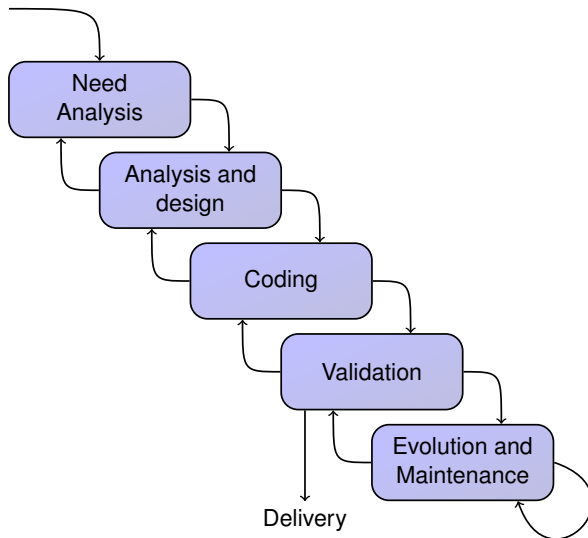 Need
Analysis
Analysis and
design
Coding
Validation
Evolution and
Maintenance
Delivery